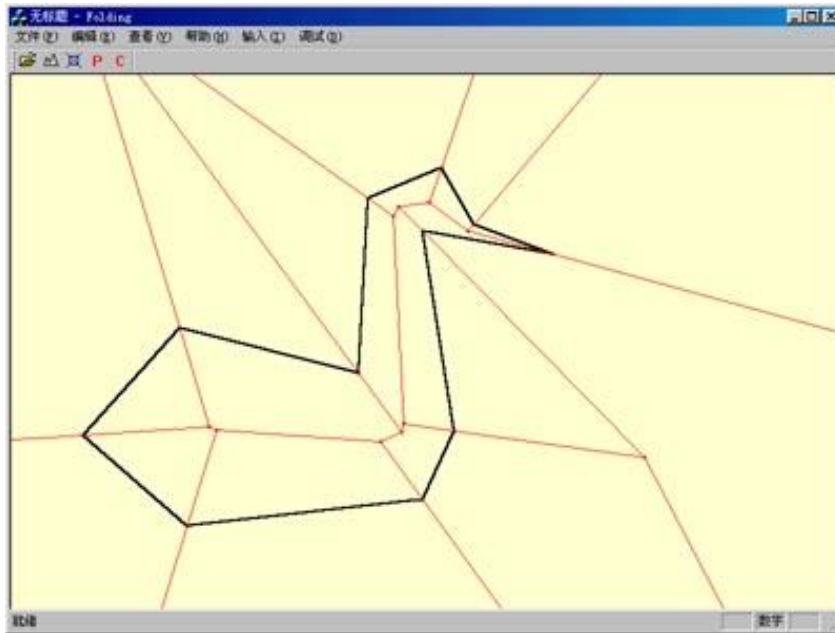 无标题 - Folding
文件(F) 编辑(E) 查看(V) 帮助(H) 输入(I) 调试(D)
P C
就绪
数字